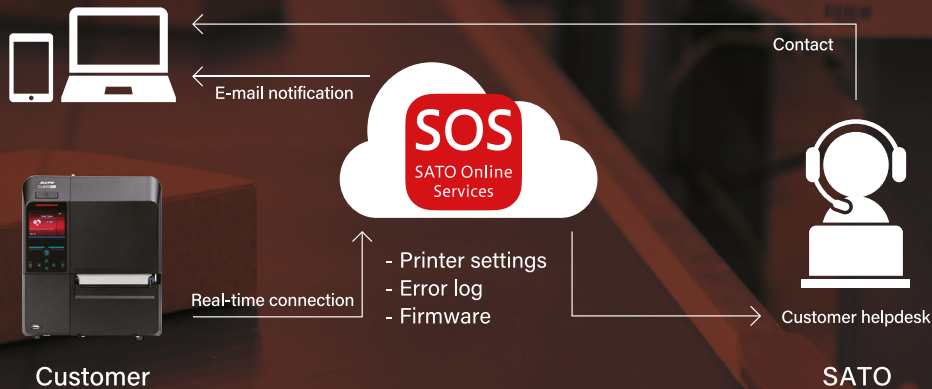 Contact
E-mail notification
SOS
SATO Online
Services
Real-time connection
- Printer settings
- Error log
- Firmware
Customer helpdesk
Customer
SATO